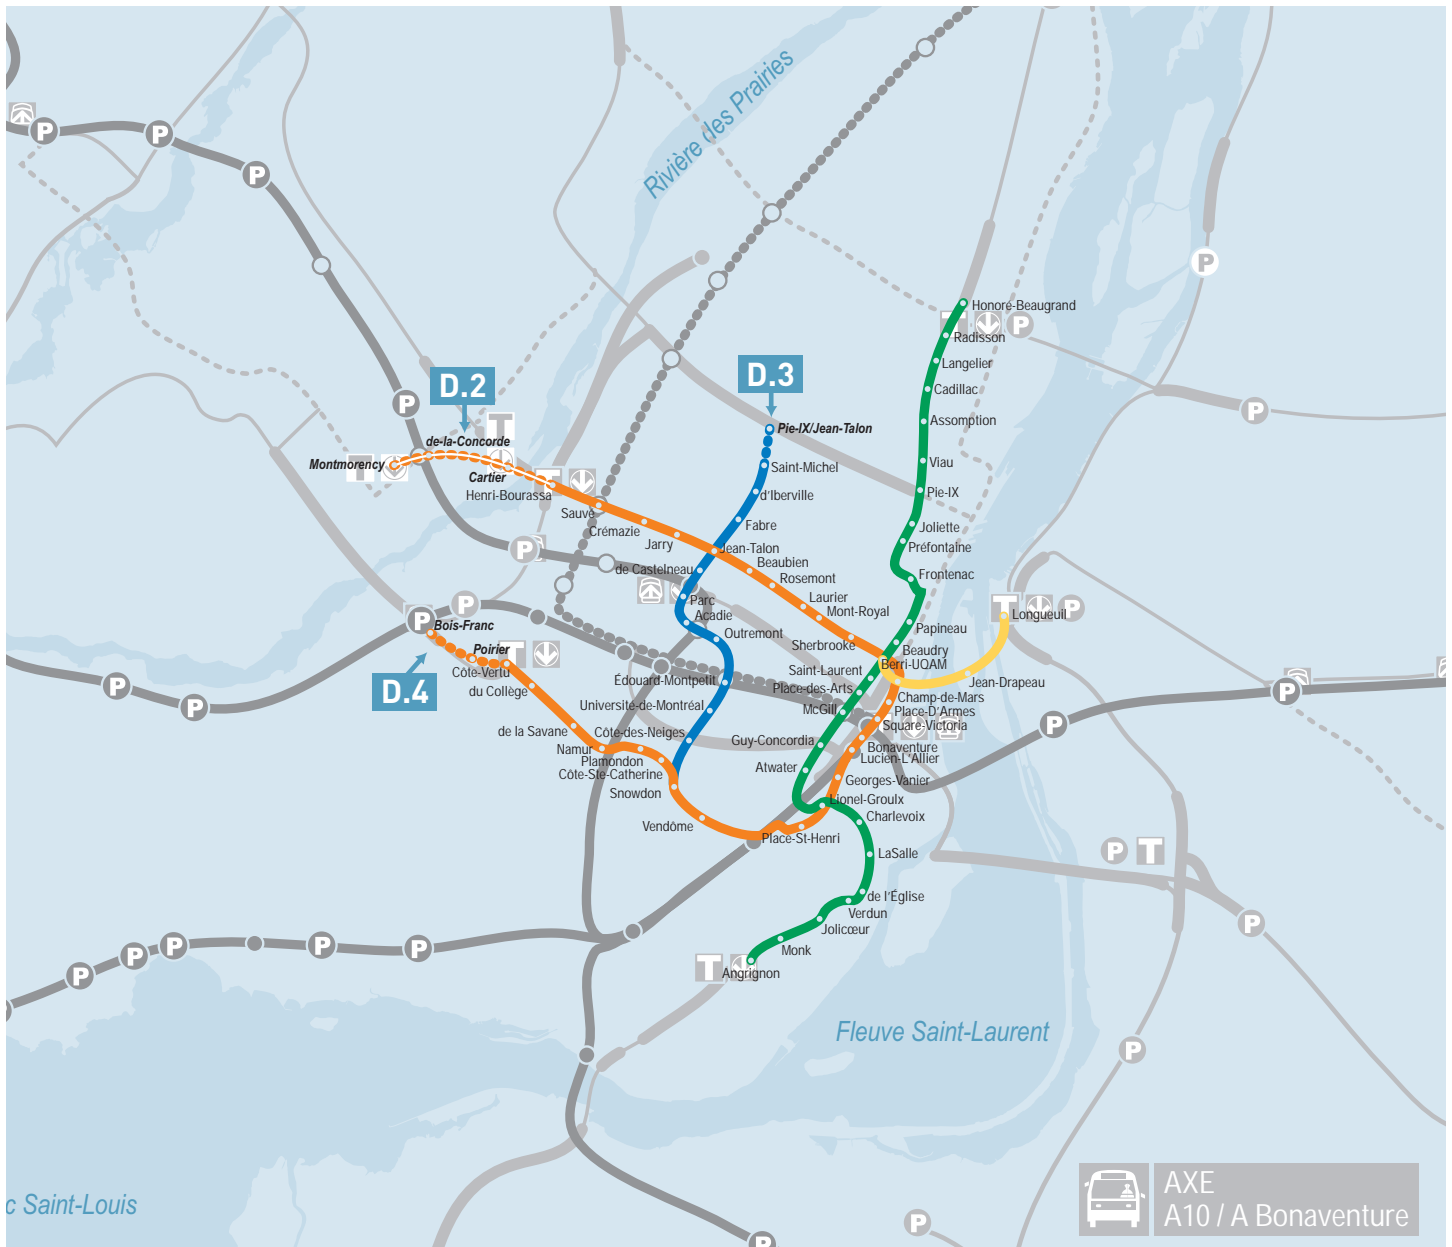 Rivière des Prairies
P
P
P
P
Honoré-Beaugrand
T
P
Radisson
Langelier
D.2
D.3
Cadillac
P
P
T
Assomption
de-la-Concorde
Pie-IX/Jean-Talon
Montmorency
T
Cartier
T
Saint-Michel
Viau
Henri-Bourassa
d'Iberville
Pie-IX
Sauvé
Crémazie
Fabre
Joliette
Jarry
Jean-Talon
Préfontaine
P
de Castelneau
Beaubien
Rosemont
Frontenac
P
Parc
Laurier
T
P
Acadie
Mont-Royal
Longueuil
P
Bois-Franc
Outremont
Sherbrooke
Papineau
Poirier
T
Beaudry
Côte-Vertu
Saint-Laurent
Berri-UQAM
D.4
du Collège
Édouard-Montpetit
Place-des-Arts
Jean-Drapeau
P
P
P
Champ-de-Mars
Université-de-Montréal
McGill
Place-D'Armes
P
de la Savane
Côte-des-Neiges
Square-Victoria
Namur
Guy-Concordia
Bonaventure
Plamondon
Lucien-L'Allier
Côte-Ste-Catherine
Atwater
Georges-Vanier
Snowdon
Lionel-Groulx
Vendôme
Charlevoix
Place-St-Henri
P
T
LaSalle
de l'Église
Verdun
P
Jolicœur
P
P
P
P
Monk
P
T
Angrignon
Fleuve Saint-Laurent
P
c Saint-Louis
AXE
A10 / A Bonaventure
P
P